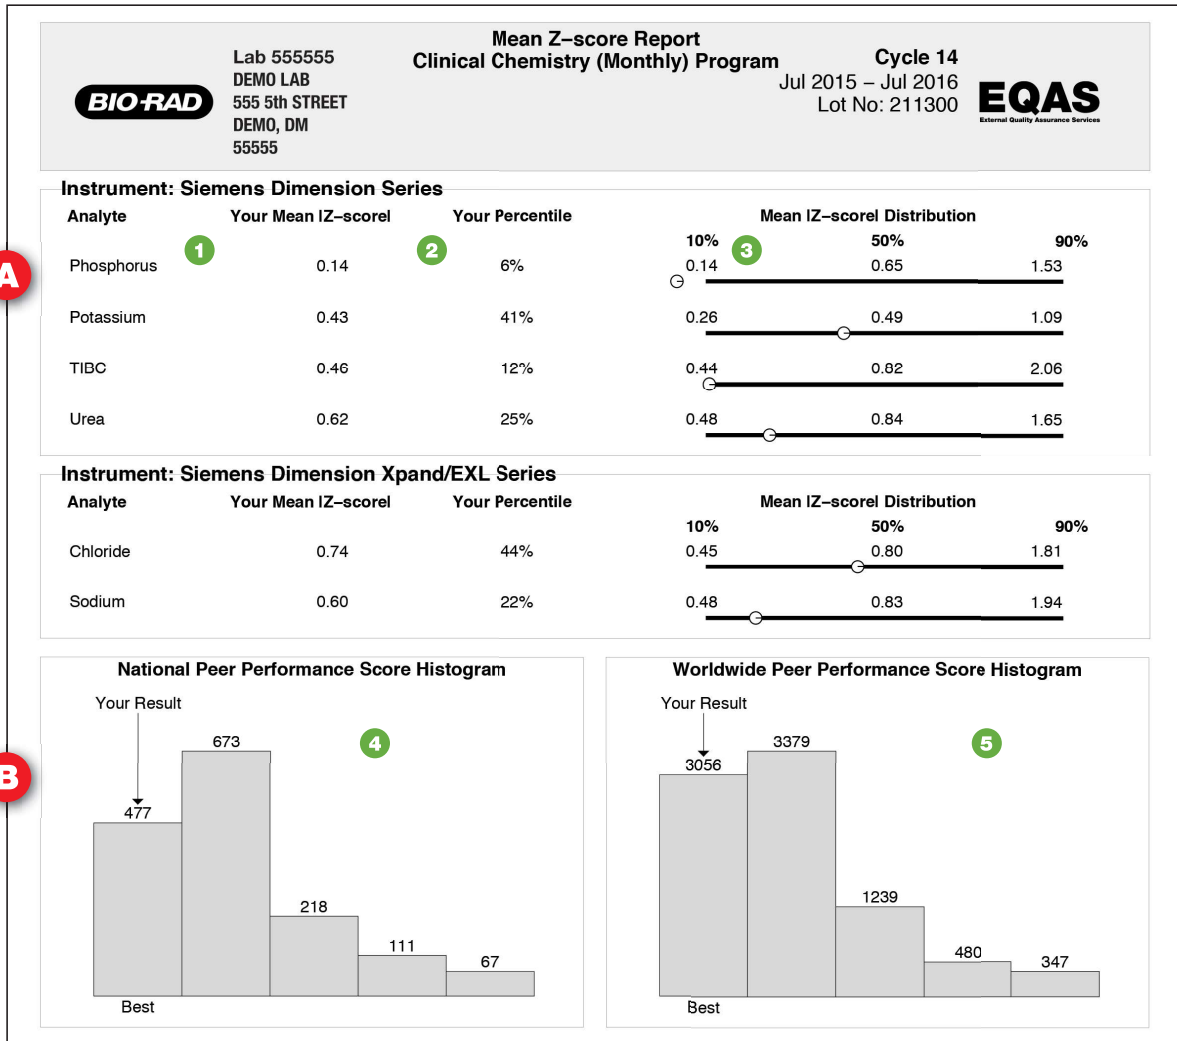 Mean Z–score Report
Clinical Chemistry (Monthly) Program
BIO-RAD
Lab 555555
DEMO LAB
555 5th STREET
DEMO, DM
55555
Cycle 14
Jul 2015 – Jul 2016
Lot No: 211300
EQAS
External Quality Assurance Services
A
Instrument: Siemens Dimension Series
Analyte Your Mean |Z–score| Your Percentile Mean |Z–score| Distribution
1 2 3
10% 50% 90%
Phosphorus 0.14 6% 0.14 0.65 1.53
Potassium 0.43 41% 0.26 0.49 1.09
TIBC 0.46 12% 0.44 0.82 2.06
Urea 0.62 25% 0.48 0.84 1.65
Instrument: Siemens Dimension Xpand/EXL Series
Analyte Your Mean |Z–score| Your Percentile Mean |Z–score| Distribution
10% 50% 90%
Chloride 0.74 44% 0.45 0.80 1.81
Sodium 0.60 22% 0.48 0.83 1.94
B
National Peer Performance Score Histogram
Your Result
4
477 673 218 111 67
Best
Worldwide Peer Performance Score Histogram
Your Result
5
3056 3379 1239 480 347
Best